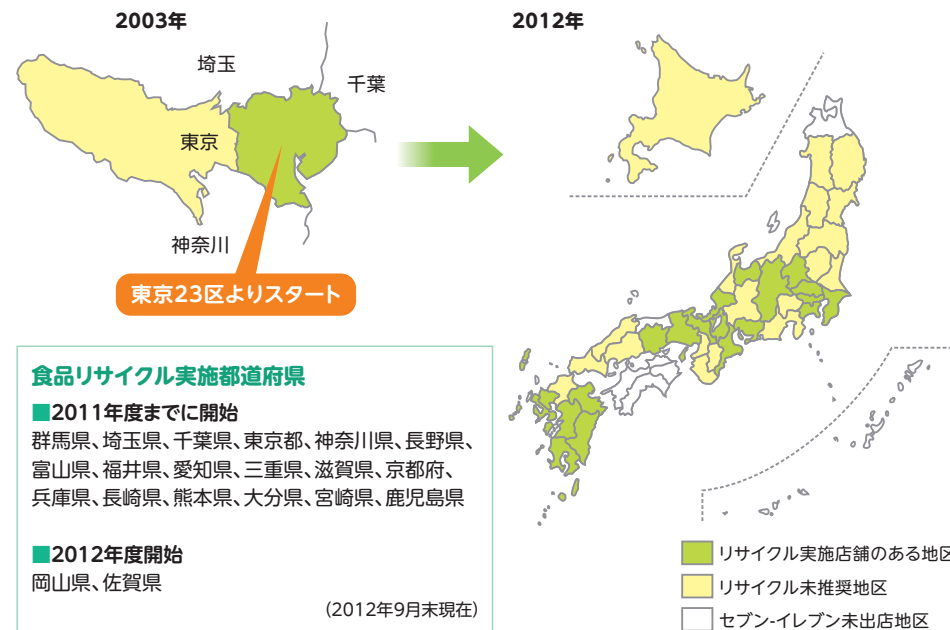 2003年
埼玉
千葉
東京
神奈川
東京23区よりスタート
2012年
食品リサイクル実施都道府県
■2011年度までに開始
群馬県、埼玉県、千葉県、東京都、神奈川県、長野県、
富山県、福井県、愛知県、三重県、滋賀県、京都府、
兵庫県、長崎県、熊本県、大分県、宮崎県、鹿児島県
■2012年度開始
岡山県、佐賀県
(2012年9月末現在)
リサイクル実施店舗のある地区
リサイクル未推奨地区
セブン-イレブン未出店地区